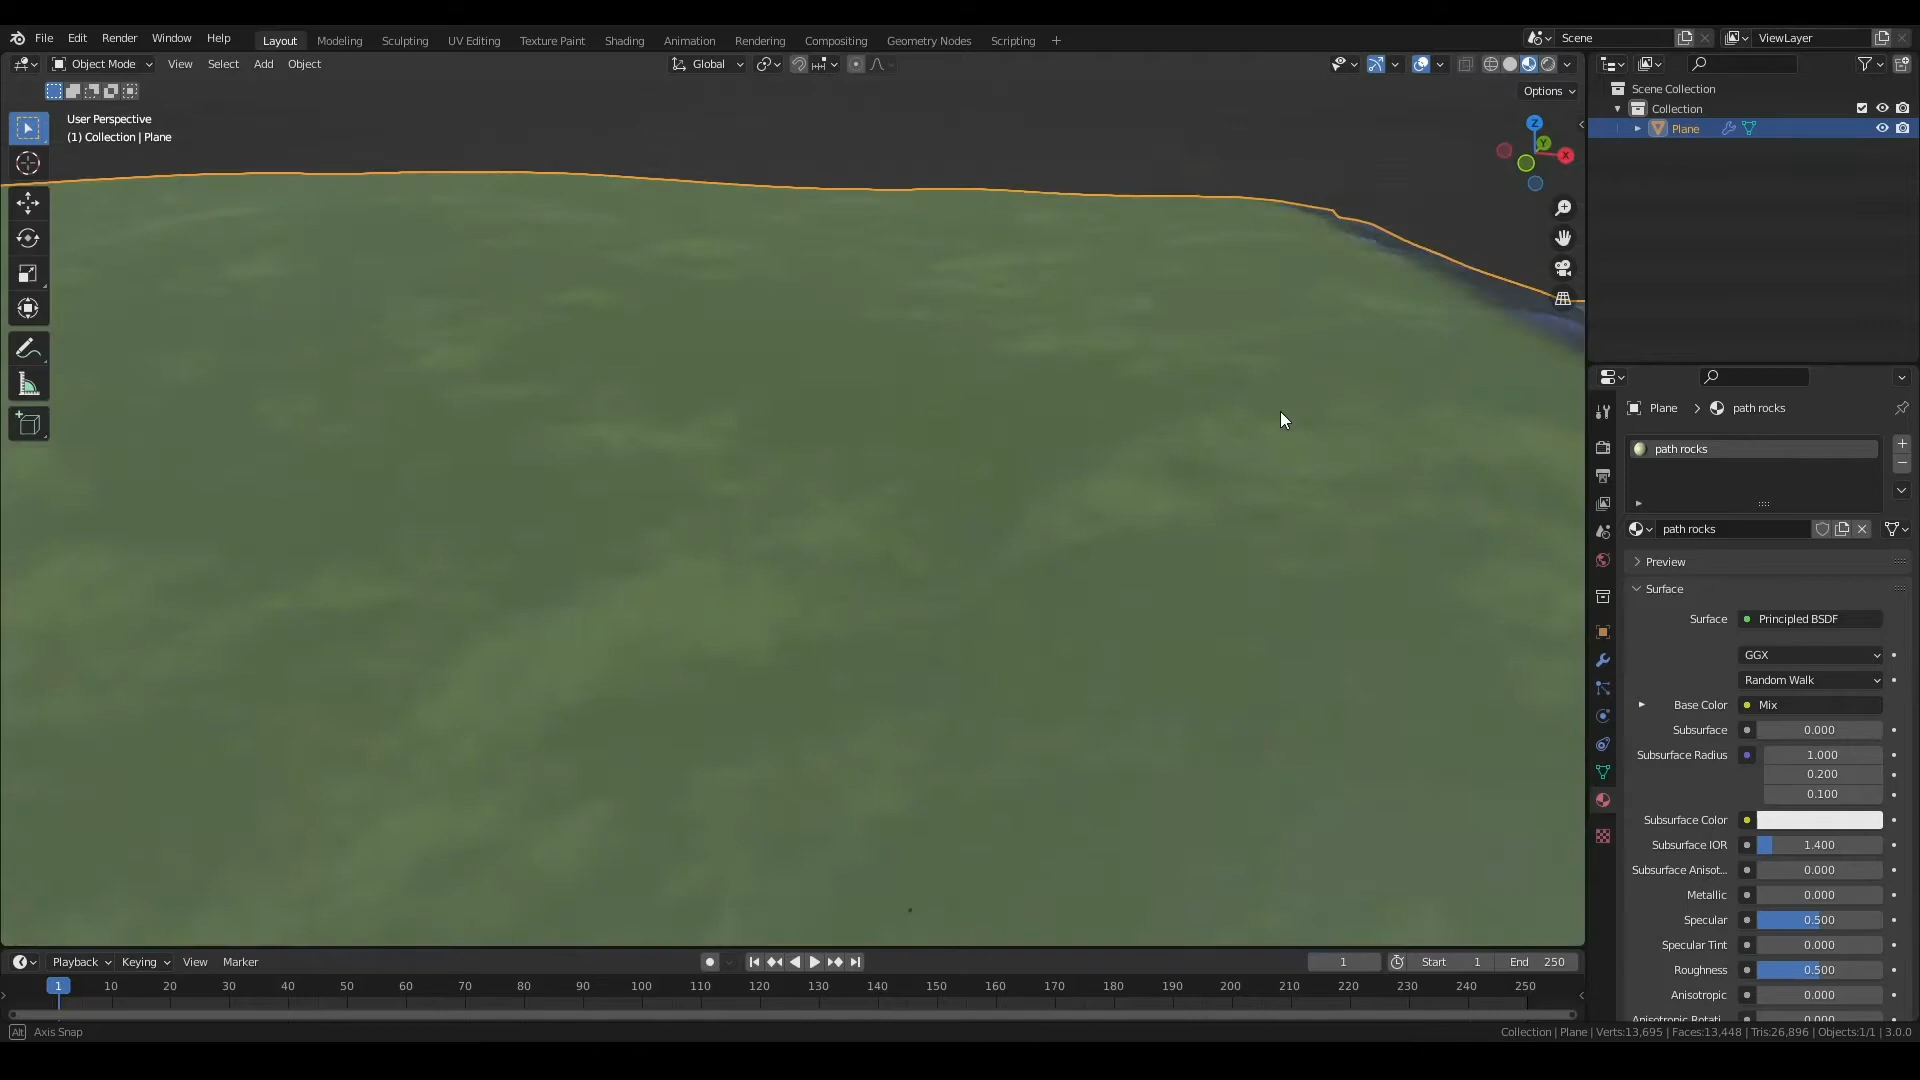 File Edit Render Window Help
Layout Modeling Sculpting UV Editing Texture Paint Shading Animation Rendering Compositing Geometry Nodes Scripting +
Scene
ViewLayer
Object Mode View Select Add Object
Global
Options
User Perspective
(1) Collection | Plane
Z
Y
X
Scene Collection
Collection
Plane
Plane > path rocks
path rocks
path rocks
Preview
Surface
Surface Principled BSDF
GGX
Random Walk
Base Color Mix
Subsurface 0.000
Subsurface Radius 1.000
0.200
0.100
Subsurface Color
Subsurface IOR 1.400
Subsurface Anisot... 0.000
Metallic 0.000
Specular 0.500
Specular Tint 0.000
Roughness 0.500
Anisotropic 0.000
Anisotropic Rotati... 0.000
Playback Keying View Marker
1 Start 1 End 250
1 10 20 30 40 50 60 70 80 90 100 110 120 130 140 150 160 170 180 190 200 210 220 230 240 250
Alt Axis Snap
Collection | Plane | Verts:13,695 | Faces:13,448 | Tris:26,896 | Objects:1/1 | 3.0.0